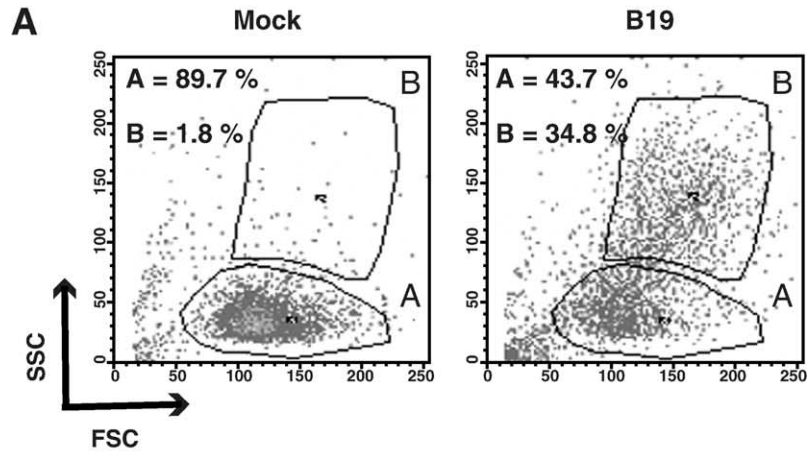 A
Mock
B19
A = 89.7 %
B
B = 1.8 %
A
250
200
150
100
50
0
0 50 100 150 200 250
SSC
FSC
A = 43.7 %
B
B = 34.8 %
A
250
200
150
100
50
0
0 50 100 150 200 250